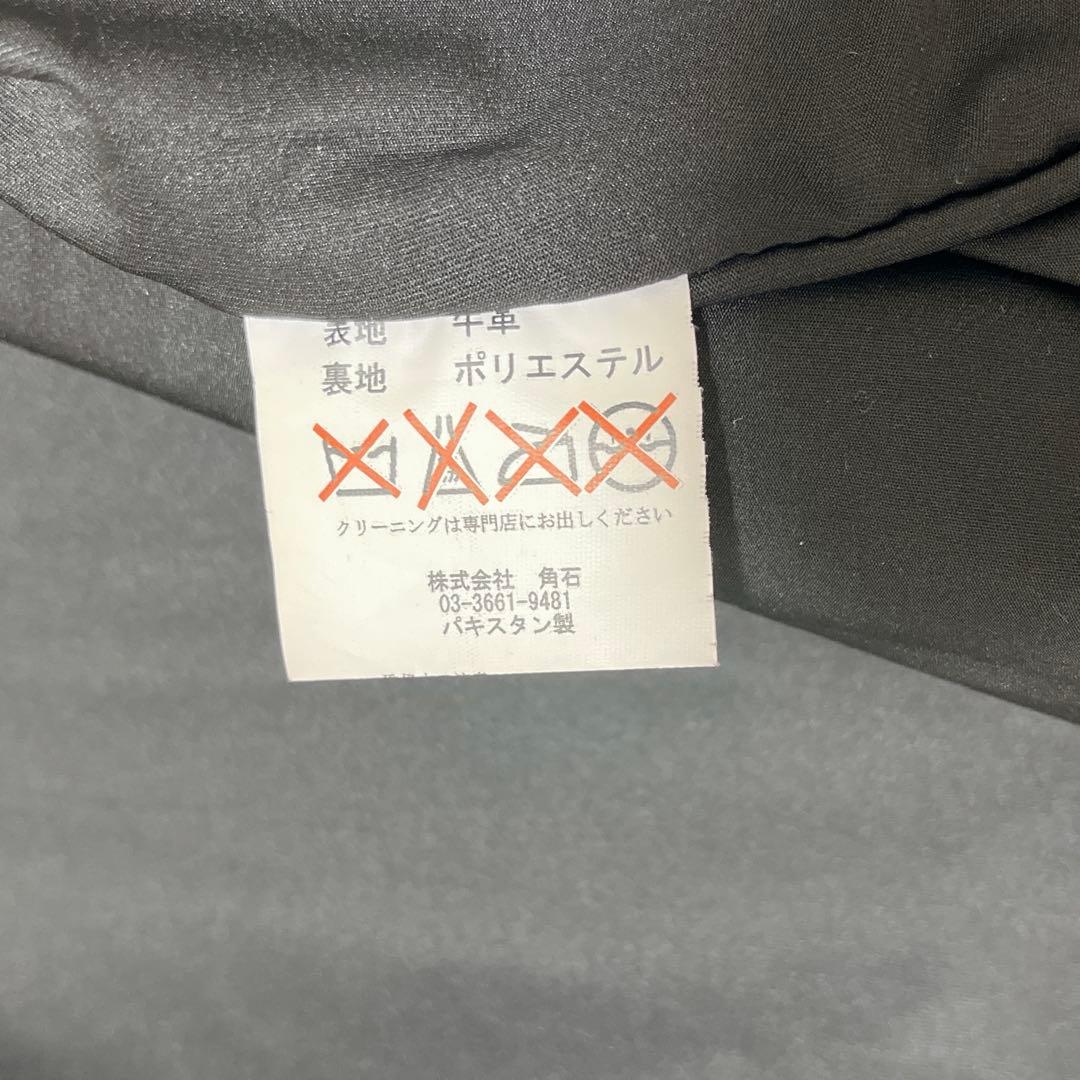 表地 牛革
裏地 ポリエステル
クリーニングは専門店にお出しください
株式会社 角石
03-3661-9481
パキスタン製